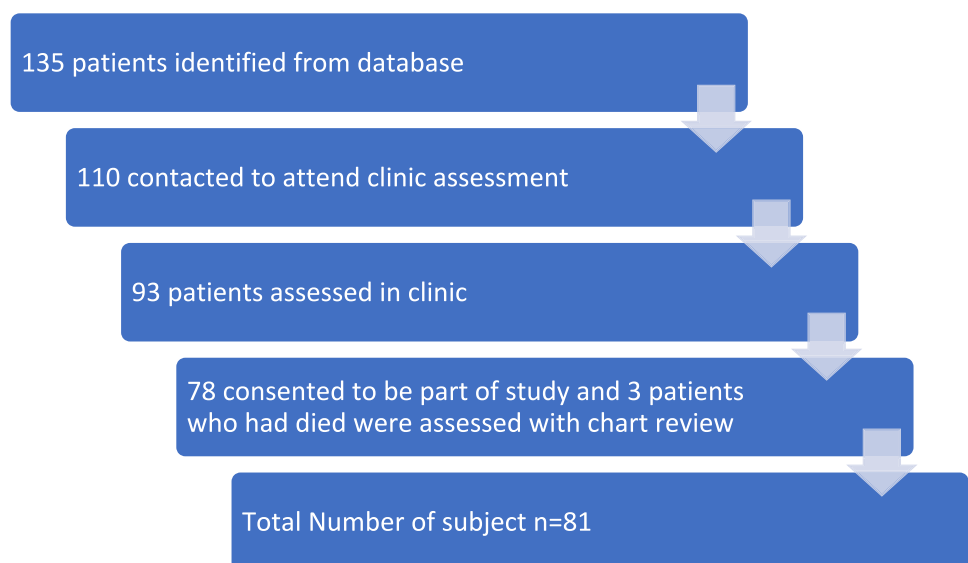 135 patients identified from database
110 contacted to attend clinic assessment
93 patients assessed in clinic
78 consented to be part of study and 3 patients
who had died were assessed with chart review
Total Number of subject n=81